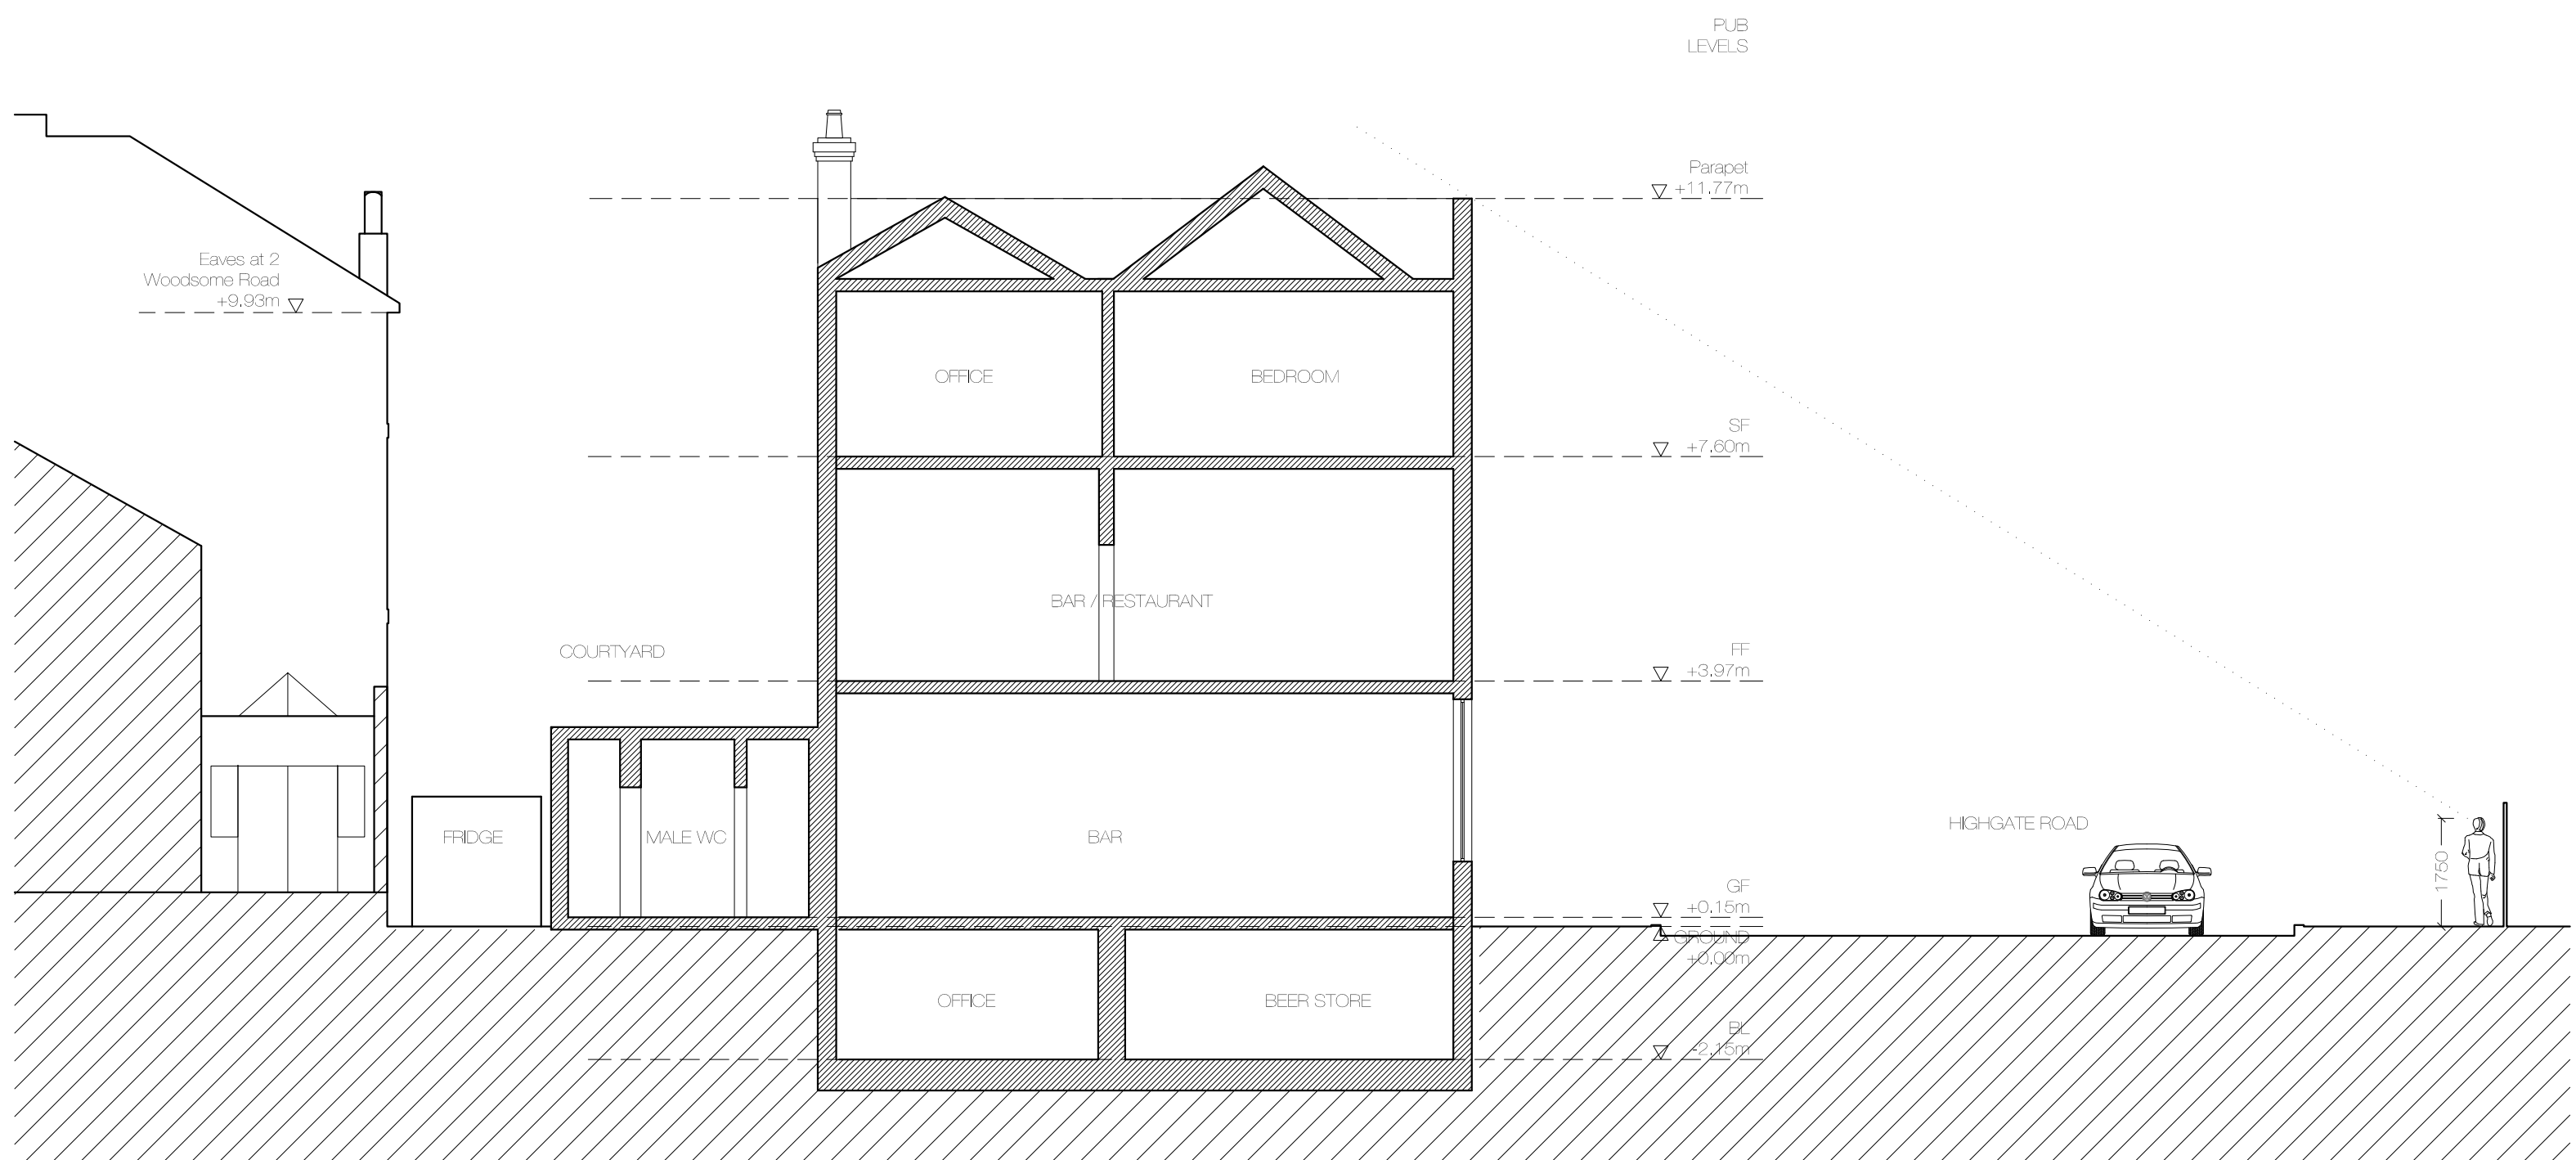 PUB
LEVELS
Parapet
+11.77m
Eaves at 2
Woodsome Road
+9.93m
OFFICE
BEDROOM
SF
+7.60m
BAR / RESTAURANT
COURTYARD
FF
+3.97m
FRIDGE
MALE WC
BAR
HIGHGATE ROAD
1750
GF
+0.15m
GROUND
+0.00m
OFFICE
BEER STORE
BL
-2.15m